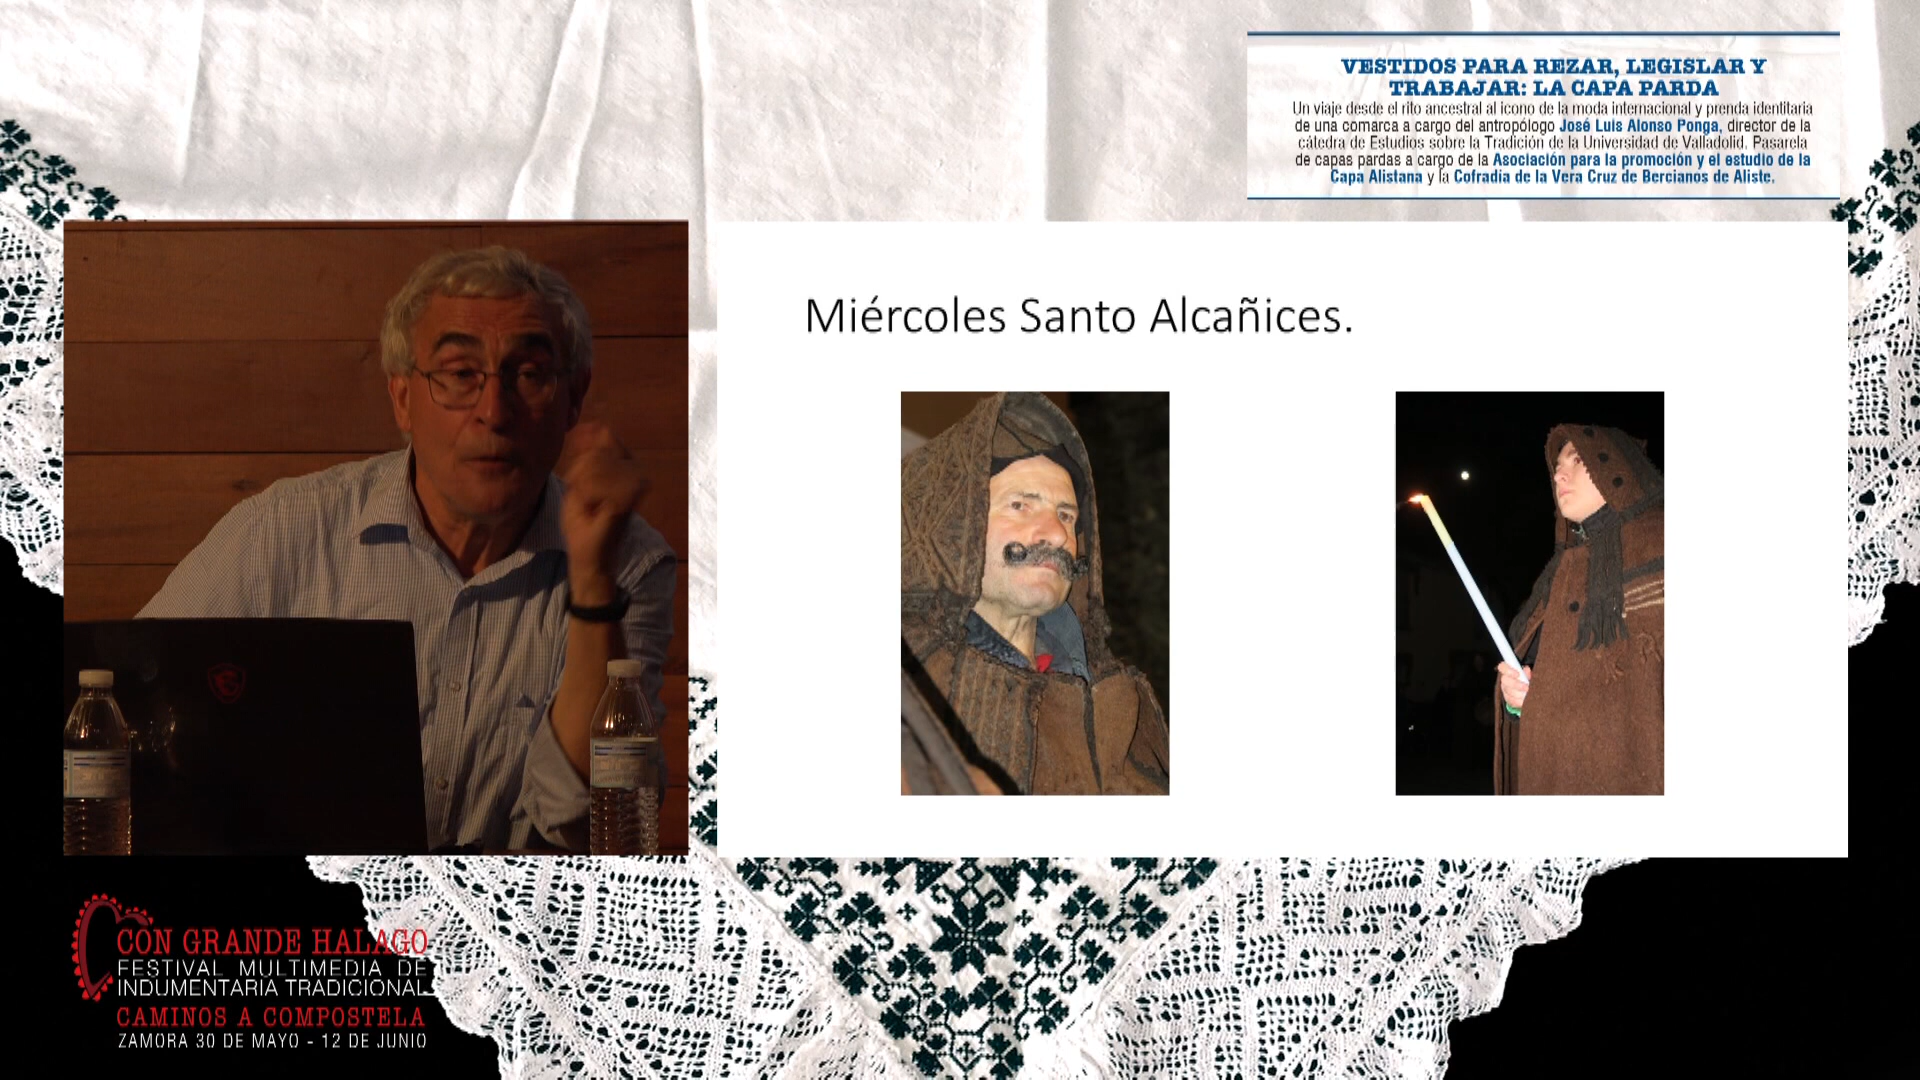 VESTIDOS PARA REZAR, LEGISLAR Y
TRABAJAR: LA CAPA PARDA
Un viaje desde el rito ancestral al icono de la moda internacional y prenda identitaria
de una comarca a cargo del antropólogo José Luis Alonso Ponga, director de la
cátedra de Estudios sobre la Tradición de la Universidad de Valladolid. Pasarela
de capas pardas a cargo de la Asociación para la promoción y el estudio de la
Capa Alistana y la Cofradía de la Vera Cruz de Bercianos de Aliste.
Miércoles Santo Alcañices.
CON GRANDE HALAGO
FESTIVAL MULTIMEDIA DE
INDUMENTARIA TRADICIONAL
CAMINOS A COMPOSTELA
ZAMORA 30 DE MAYO - 12 DE JUNIO